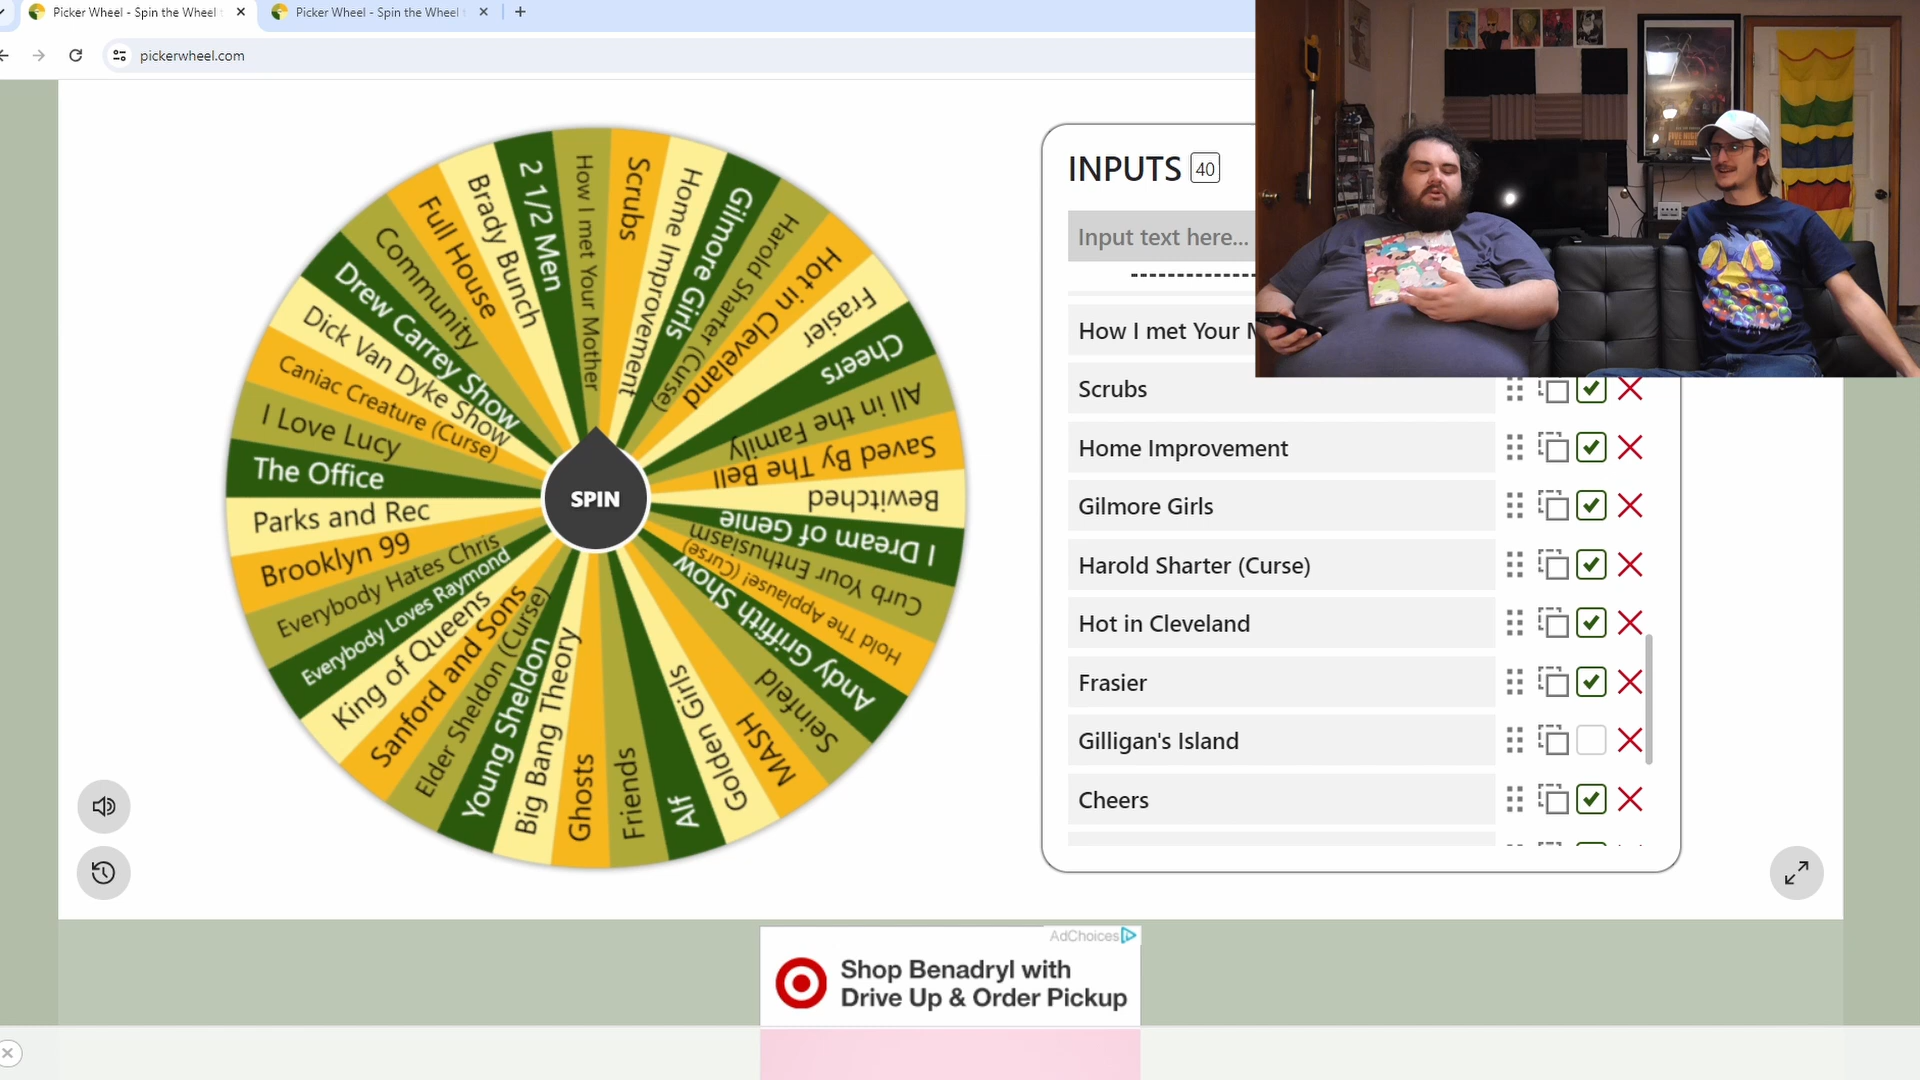 Picker Wheel - Spin the Wheel
Picker Wheel - Spin the Wheel
pickerwheel.com
INPUTS 40
Input text here...
How I met Your M
Scrubs
Home Improvement
Gilmore Girls
Harold Sharter (Curse)
Hot in Cleveland
Frasier
Gilligan's Island
Cheers
How I met Your Mother
Scrubs
Home Improvement
Gilmore Girls
Harold Sharter (Curse)
Hot in Cleveland
Frasier
Cheers
All in the Family
Saved By The Bell
Bewitched
I Dream of Genie
Curb Your Enthusiasm
Hold The Applause! (Curse)
Andy Griffith Show
Seinfeld
MASH
Golden Girls
Alf
Friends
Ghosts
Big Bang Theory
Young Sheldon
Elder Sheldon (Curse)
Sanford and Sons
King of Queens
Everybody Loves Raymond
Everybody Hates Chris
Brooklyn 99
Parks and Rec
The Office
I Love Lucy
Caniac Creature (Curse)
Dick Van Dyke Show
Drew Carrey Show
Community
Full House
Brady Bunch
2 1/2 Men
SPIN
AdChoices
Shop Benadryl with
Drive Up & Order Pickup